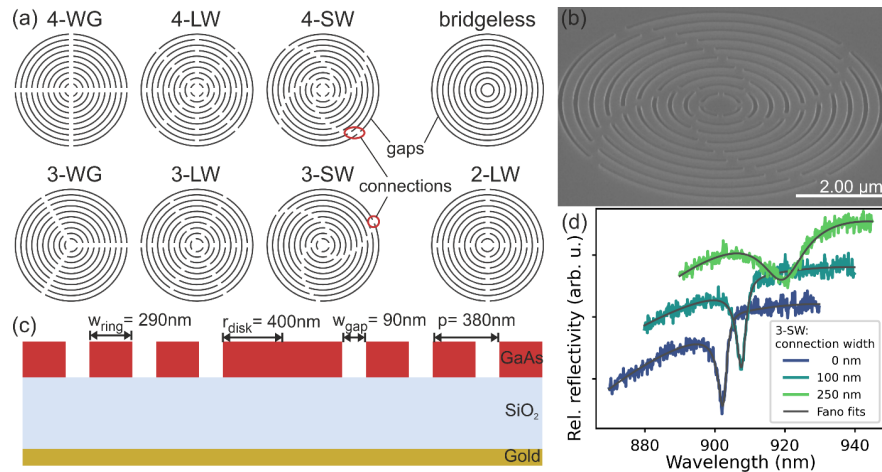 (a)
4-WG
4-LW
4-SW
bridgeless
gaps
connections
3-WG
3-LW
3-SW
2-LW
(b)
2.00 µm
(c)
w_ring= 290nm
r_disk= 400nm
w_gap= 90nm
p= 380nm
GaAs
SiO₂
Gold
(d)
Rel. reflectivity (arb. u.)
3-SW:
connection width
0 nm
100 nm
250 nm
Fano fits
880
900
920
940
Wavelength (nm)